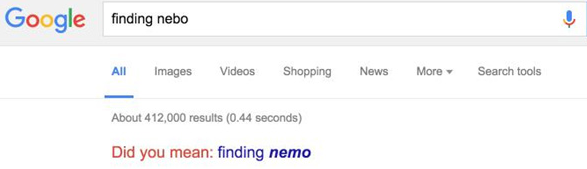 Google finding nebo
All Images Videos Shopping News More Search tools
About 412,000 results (0.44 seconds)
Did you mean: finding nemo